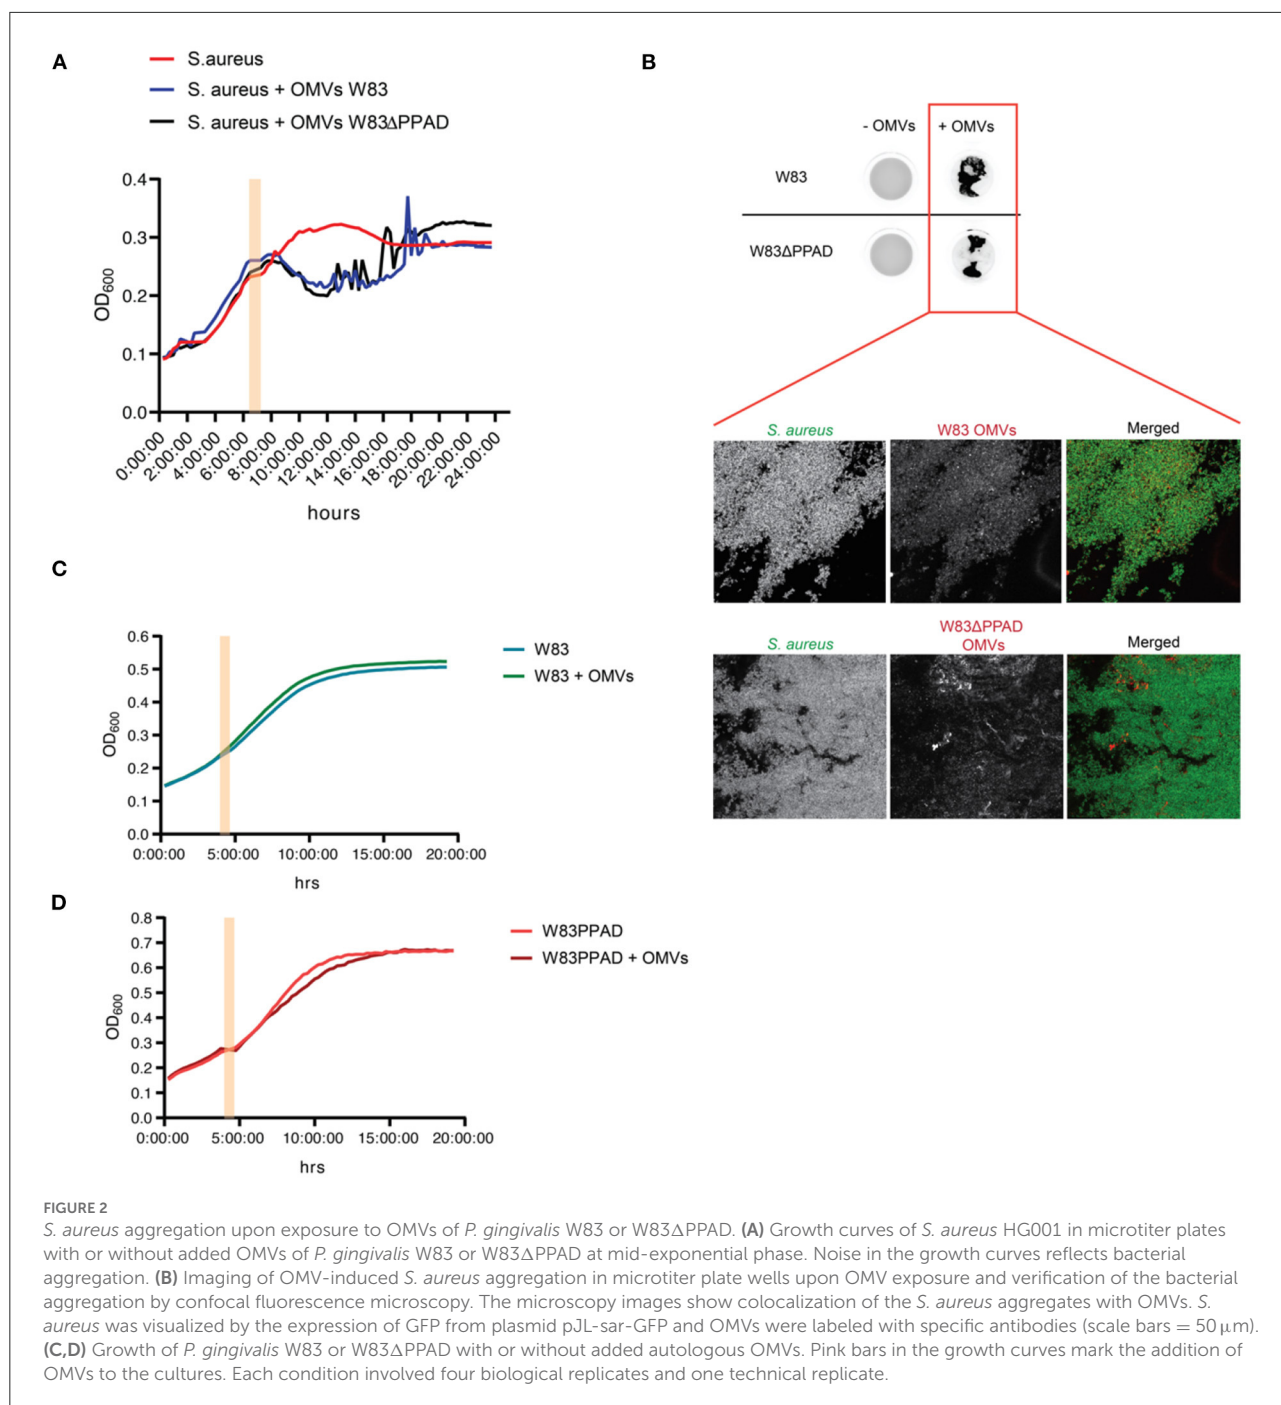 A
S.aureus
S. aureus + OMVs W83
S. aureus + OMVs W83ΔPPAD
0.4
0.3
0.2
0.1
0.0
OD600
0:00:00
2:00:00
4:00:00
6:00:00
8:00:00
10:00:00
12:00:00
14:00:00
16:00:00
18:00:00
20:00:00
22:00:00
24:00:00
hours
B
- OMVs + OMVs
W83
W83ΔPPAD
S. aureus W83 OMVs Merged
S. aureus W83ΔPPAD OMVs Merged
C
0.6
0.5
0.4
0.3
0.2
0.1
0.0
OD600
0:00:00 5:00:00 10:00:00 15:00:00 20:00:00
hrs
W83
W83 + OMVs
D
0.8
0.7
0.6
0.5
0.4
0.3
0.2
0.1
0.0
OD600
0:00:00 5:00:00 10:00:00 15:00:00 20:00:00
hrs
W83PPAD
W83PPAD + OMVs
FIGURE 2
S. aureus aggregation upon exposure to OMVs of P. gingivalis W83 or W83ΔPPAD. (A) Growth curves of S. aureus HG001 in microtiter plates
with or without added OMVs of P. gingivalis W83 or W83ΔPPAD at mid-exponential phase. Noise in the growth curves reflects bacterial
aggregation. (B) Imaging of OMV-induced S. aureus aggregation in microtiter plate wells upon OMV exposure and verification of the bacterial
aggregation by confocal fluorescence microscopy. The microscopy images show colocalization of the S. aureus aggregates with OMVs. S.
aureus was visualized by the expression of GFP from plasmid pJL-sar-GFP and OMVs were labeled with specific antibodies (scale bars = 50 μm).
(C,D) Growth of P. gingivalis W83 or W83ΔPPAD with or without added autologous OMVs. Pink bars in the growth curves mark the addition of
OMVs to the cultures. Each condition involved four biological replicates and one technical replicate.